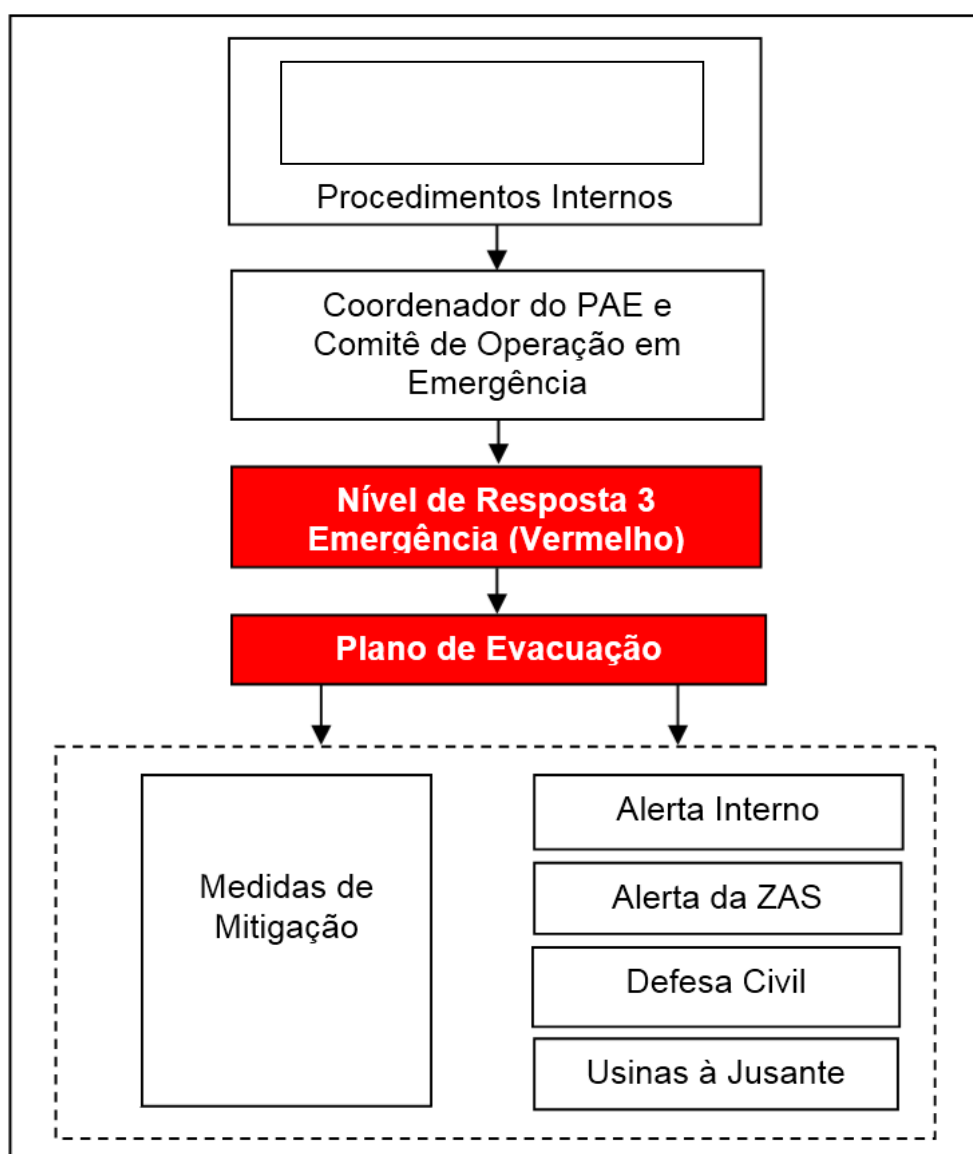 Procedimentos Internos
Coordenador do PAE e
Comitê de Operação em
Emergência
Nível de Resposta 3
Emergência (Vermelho)
Plano de Evacuação
Medidas de
Mitigação
Alerta Interno
Alerta da ZAS
Defesa Civil
Usinas à Jusante